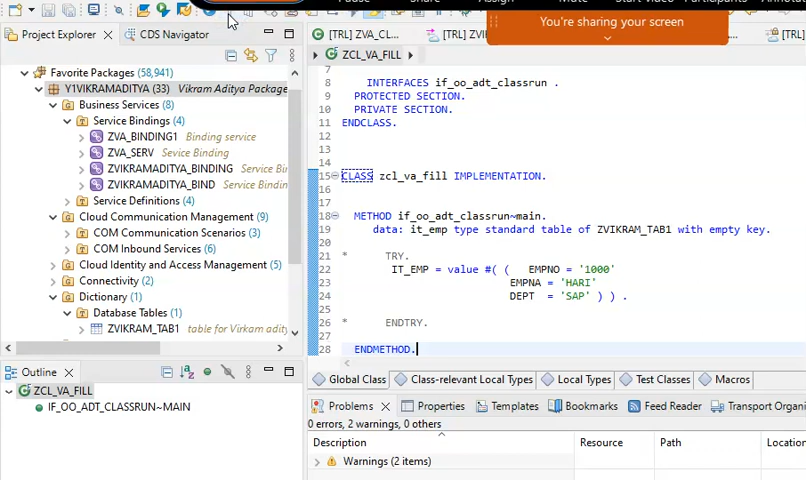 You're sharing your screen
Project Explorer
CDS Navigator
[TRL] ZVA_CL...
[TRL]
[TRL
Favorite Packages (58,941)
Y1VIKRAMADITYA (33) Vikram Aditya Package
Business Services (8)
Service Bindings (4)
ZVA_BINDING1 Binding service
ZVA_SERV Sevice Binding
ZVIKRAMADITYA_BINDING Service Bin
ZVIKRAMADITYA_BIND Service Bindi
Service Definitions (4)
Cloud Communication Management (9)
COM Communication Scenarios (3)
COM Inbound Services (6)
Cloud Identity and Access Management (5)
Connectivity (1)
Dictionary (1)
Database Tables (1)
ZVIKRAM_TAB1 table for Virkam adity
Outline
ZCL_VA_FILL
IF_OO_ADT_CLASSRUN~MAIN
ZCL_VA_FILL
7
8 INTERFACES if_oo_adt_classrun .
9 PROTECTED SECTION.
10 PRIVATE SECTION.
11 ENDCLASS.
12
13
14
15 CLASS zcl_va_fill IMPLEMENTATION.
16
17
18 METHOD if_oo_adt_classrun~main.
19 data: it_emp type standard table of ZVIKRAM_TAB1 with empty key.
20
21 * TRY.
22 IT_EMP = value #( ( EMPNO = '1000'
23 EMPNA = 'HARI'
24 DEPT = 'SAP' ) ) .
25
26 * ENDTRY.
27
28 ENDMETHOD.
Global Class
Class-relevant Local Types
Local Types
Test Classes
Macros
Problems
Properties
Templates
Bookmarks
Feed Reader
Transport Organi
0 errors, 2 warnings, 0 others
Description
Resource
Path
Location
Warnings (2 items)